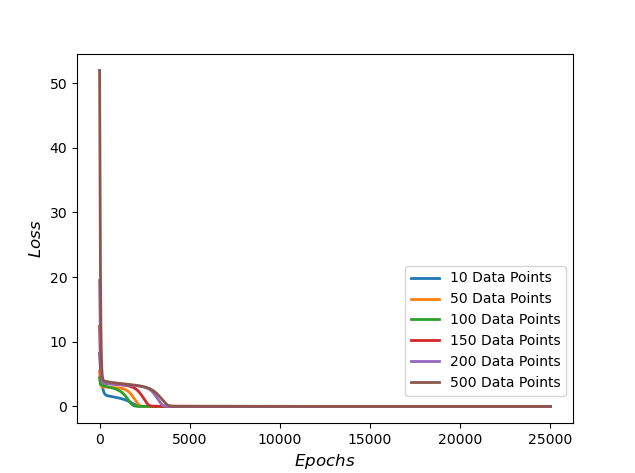 50
40
30
20
10
0
Loss
10 Data Points
50 Data Points
100 Data Points
150 Data Points
200 Data Points
500 Data Points
0 5000 10000 15000 20000 25000
Epochs